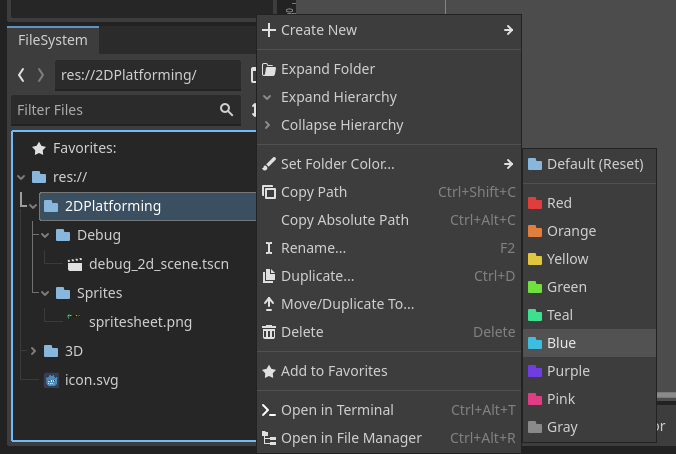 FileSystem
res://2DPlatforming/
Filter Files
Favorites:
res://
2DPlatforming
Debug
debug_2d_scene.tscn
Sprites
spritesheet.png
3D
icon.svg
Create New
Expand Folder
Expand Hierarchy
Collapse Hierarchy
Set Folder Color...
Copy Path Ctrl+Shift+C
Copy Absolute Path Ctrl+Alt+C
Rename... F2
Duplicate... Ctrl+D
Move/Duplicate To...
Delete Delete
Add to Favorites
Open in Terminal Ctrl+Alt+T
Open in File Manager Ctrl+Alt+R
Default (Reset)
Red
Orange
Yellow
Green
Teal
Blue
Purple
Pink
Gray